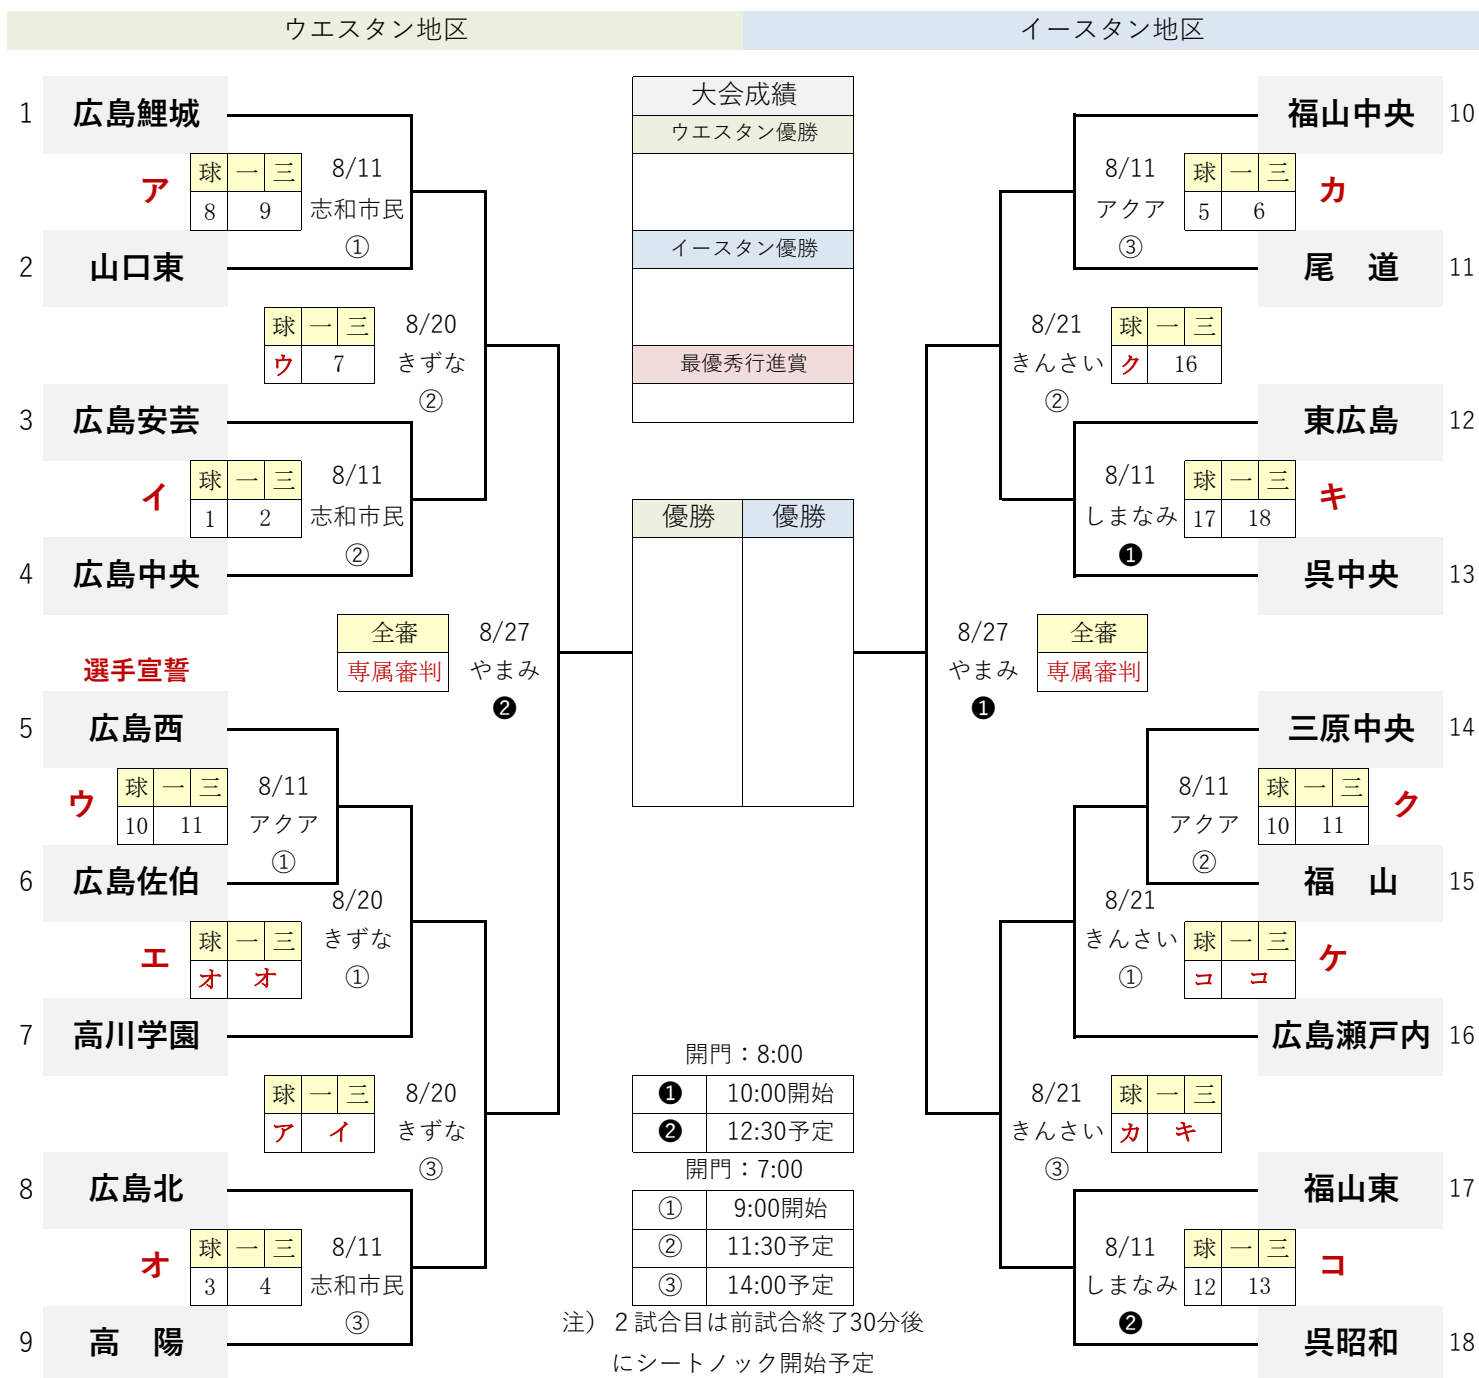 ウエスタン地区
イースタン地区
1 広島鯉城
ア
球 一 三
8 9
8/11
志和市民
①
2 山口東
球 一 三
ウ 7
8/20
きずな
②
3 広島安芸
イ
球 一 三
1 2
8/11
志和市民
②
4 広島中央
全審
専属審判
8/27
やまみ
❷
選手宣誓
5 広島西
ウ
球 一 三
10 11
8/11
アクア
①
6 広島佐伯
エ
球 一 三
オ オ
8/20
きずな
①
7 高川学園
球 一 三
ア イ
8/20
きずな
③
8 広島北
オ
球 一 三
3 4
8/11
志和市民
③
9 高　陽
大会成績
ウエスタン優勝
イースタン優勝
最優秀行進賞
優勝 優勝
開門：8:00
❶ 10:00開始
❷ 12:30予定
開門：7:00
① 9:00開始
② 11:30予定
③ 14:00予定
注）２試合目は前試合終了30分後
にシートノック開始予定
福山中央 10
8/11
アクア
③
球 一 三
5 6
カ
尾　道 11
8/21
きんさい
②
球 一 三
ク 16
東広島 12
8/11
しまなみ
❶
球 一 三
17 18
キ
呉中央 13
8/27
やまみ
❶
全審
専属審判
三原中央 14
8/11
アクア
②
球 一 三
10 11
ク
福　山 15
8/21
きんさい
①
球 一 三
コ コ
ケ
広島瀬戸内 16
8/21
きんさい
③
球 一 三
カ キ
福山東 17
8/11
しまなみ
❷
球 一 三
12 13
コ
呉昭和 18